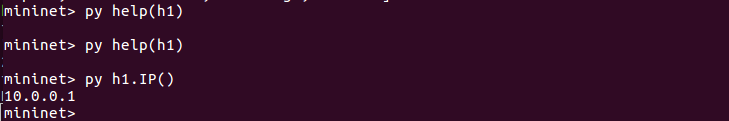 mininet> py help(h1)
mininet> py help(h1)
mininet> py h1.IP()
10.0.0.1
mininet>